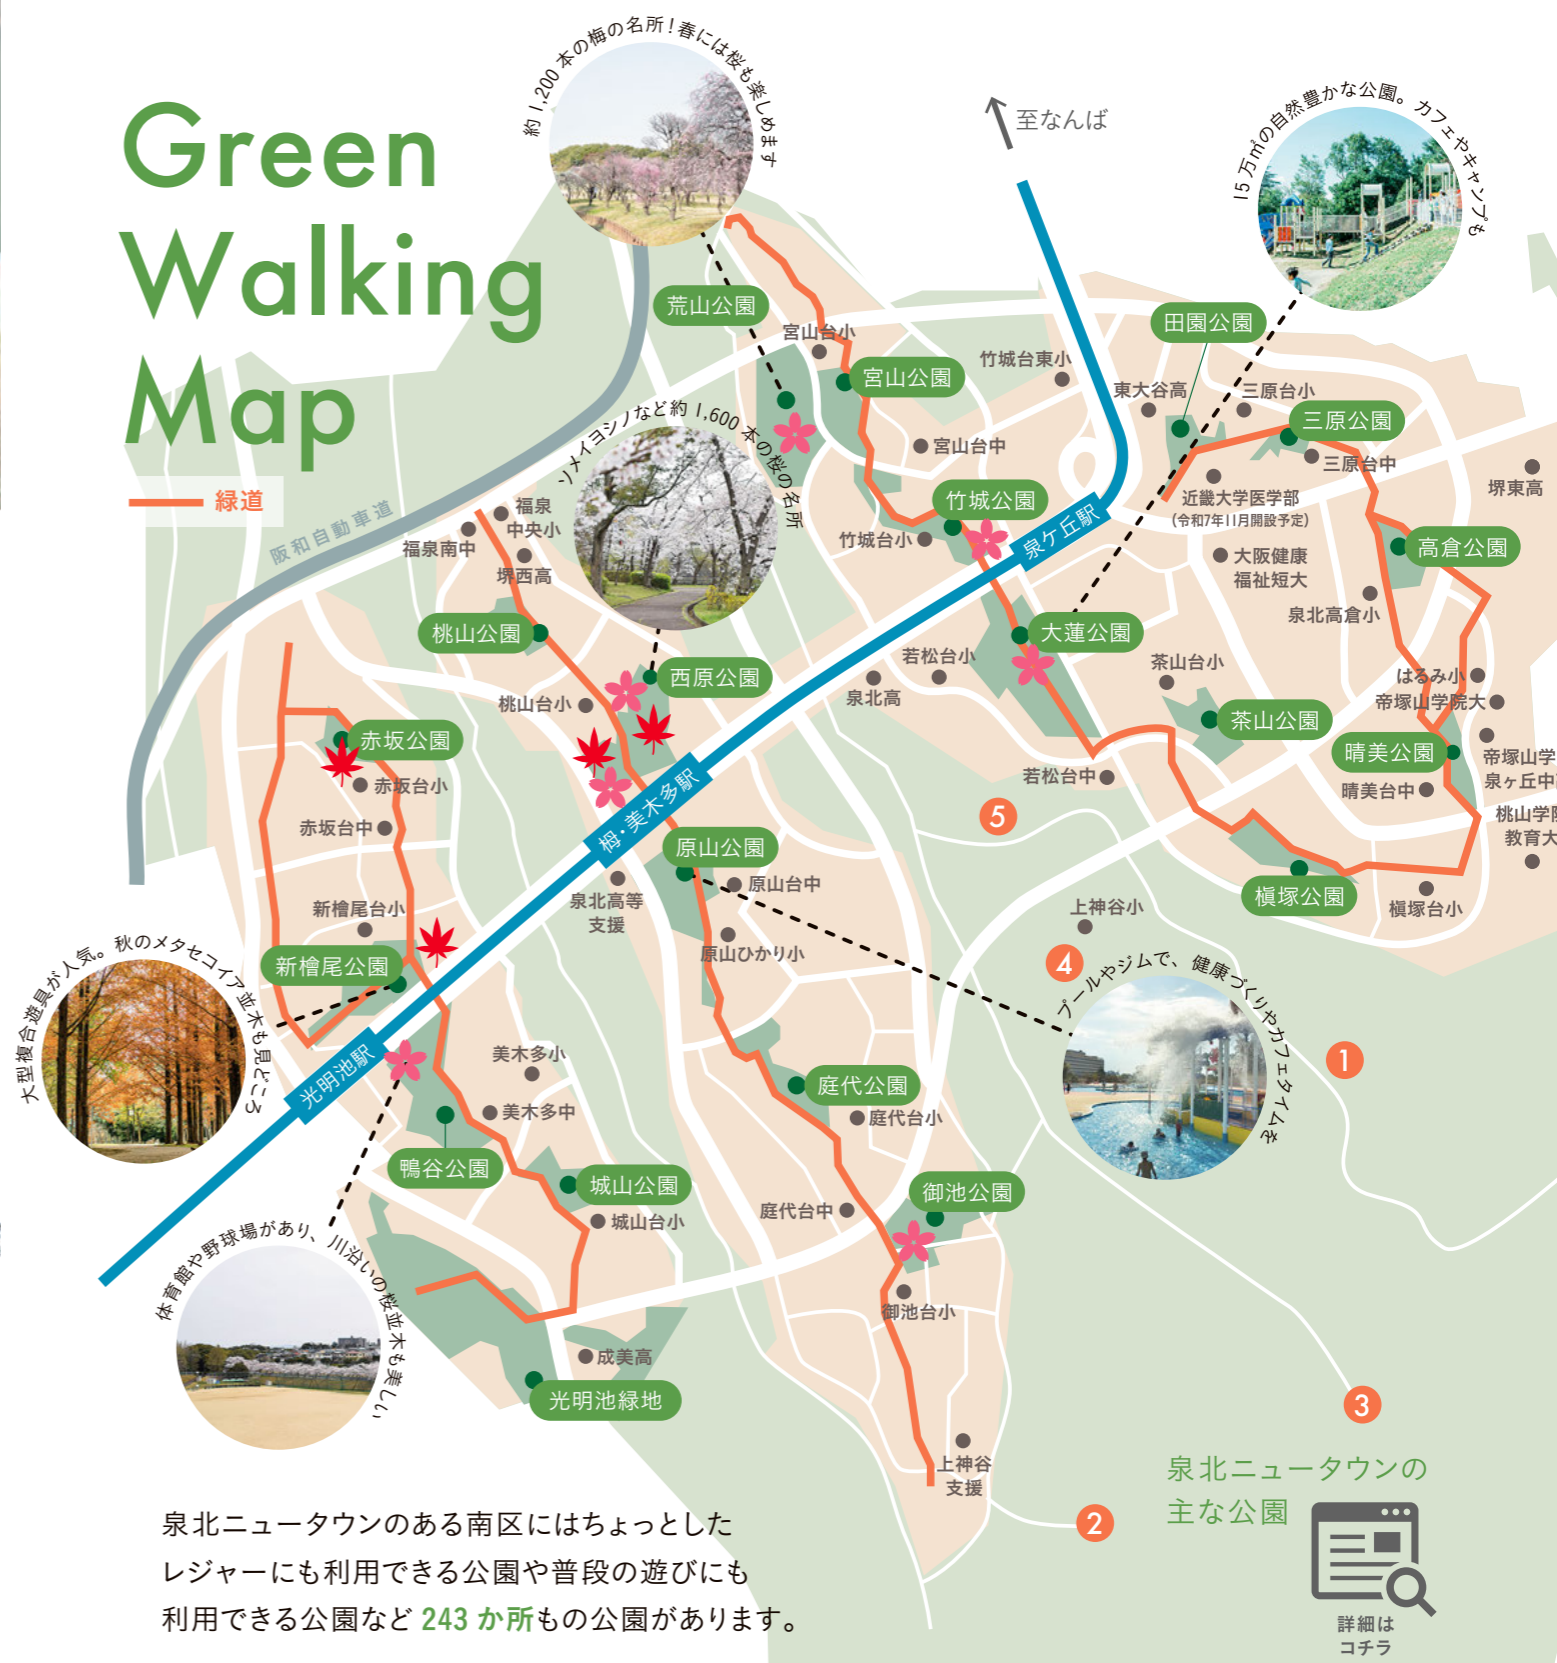 Green
Walking
Map
緑道
約1,200本の梅の名所!春には桜も楽しめます
至なんば
15万㎡の自然豊かな公園。カフェやキャンプも
荒山公園
田園公園
宮山台小
宮山公園
竹城台東小
東大谷高
三原台小
三原公園
ソメイヨシノなど約1,600本の桜の名所
宮山台中
三原台中
堺東高
近畿大学医学部
(令和7年11月開設予定)
阪和自動車道
福泉
中央小
福泉南中
堺西高
竹城公園
竹城台小
泉ケ丘駅
大阪健康
福祉短大
高倉公園
泉北高倉小
桃山公園
大蓮公園
若松台小
泉北高
茶山台小
はるみ小
帝塚山学院大
西原公園
桃山台小
茶山公園
赤坂公園
赤坂台小
晴美公園
帝塚山学
泉ヶ丘中
若松台中
晴美台中
桃山学院
教育大
赤坂台中
栂・美木多駅
5
原山公園
原山台中
泉北高等
支援
槇塚公園
槇塚台小
新檜尾台小
上神谷小
原山ひかり小
新檜尾公園
4
大型複合遊具が人気。秋のメタセコイア並木も見どころ
プールやジムで、健康づくりやカフェタイムを
1
光明池駅
美木多小
美木多中
庭代公園
庭代台小
鴨谷公園
城山公園
城山台小
庭代台中
御池公園
体育館や野球場があり、川沿いの桜並木も美しい
御池台小
成美高
光明池緑地
3
上神谷
支援
2
泉北ニュータウンの
主な公園
詳細は
コチラ
泉北ニュータウンのある南区にはちょっとした
レジャーにも利用できる公園や普段の遊びにも
利用できる公園など 243 か所もの公園があります。